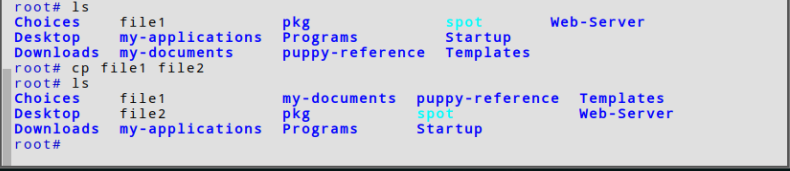 root# ls
Choices file1 pkg spot Web-Server
Desktop my-applications Programs Startup
Downloads my-documents puppy-reference Templates
root# cp file1 file2
root# ls
Choices file1 my-documents puppy-reference Templates
Desktop file2 pkg spot Web-Server
Downloads my-applications Programs Startup
root#